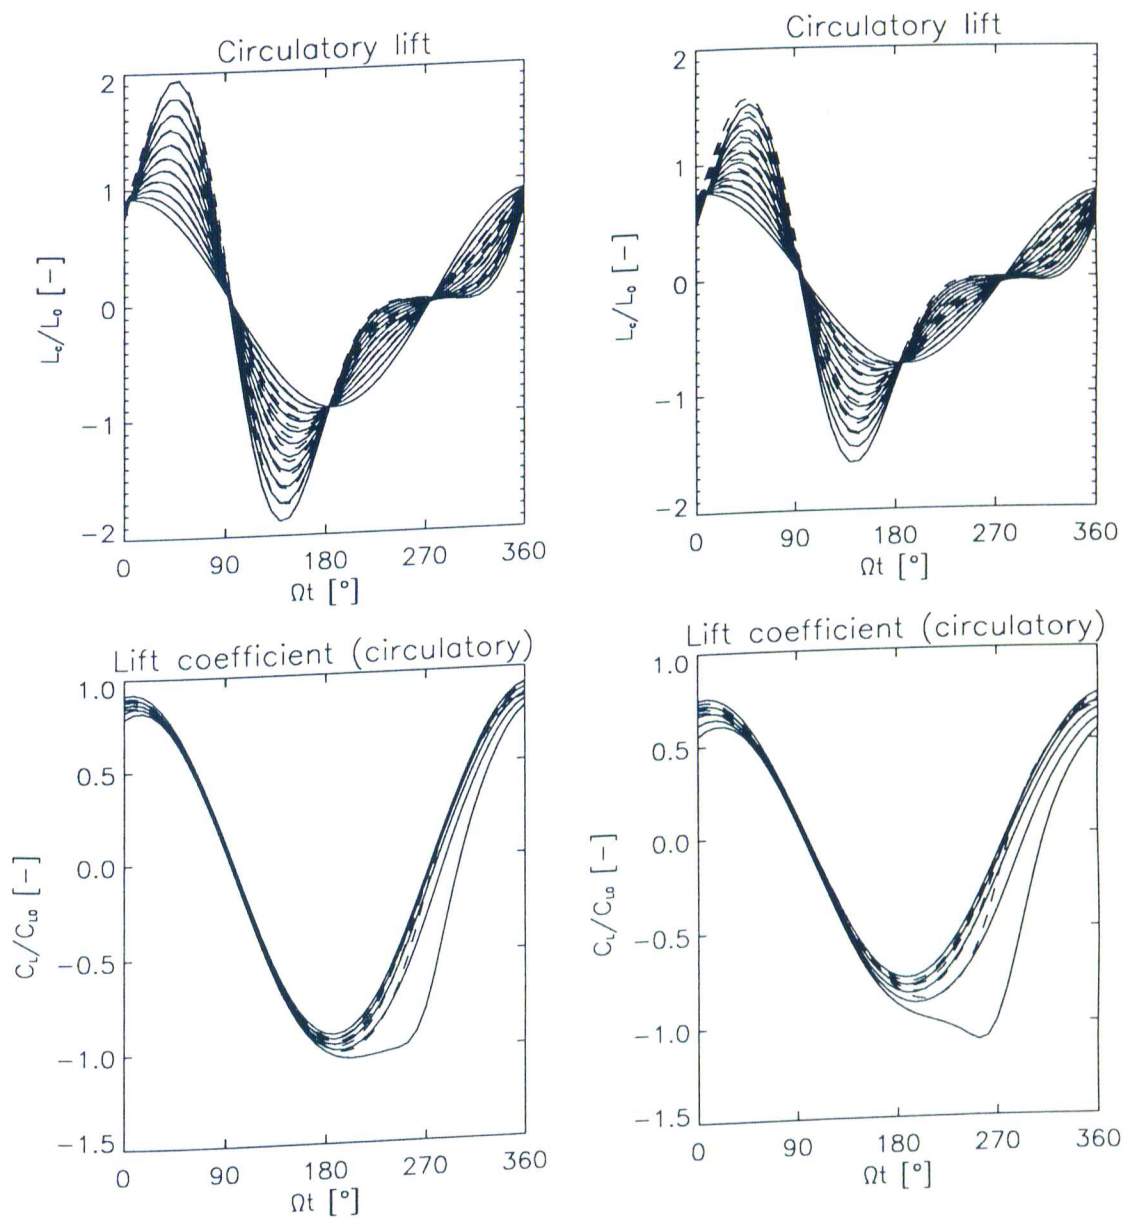 Circulatory lift
2
1
0
−1
−2
L_c/L_0 [−]
0 90 180 270 360
Ωt [°]
Circulatory lift
2
1
0
−1
−2
L_c/L_0 [−]
0 90 180 270 360
Ωt [°]
Lift coefficient (circulatory)
1.0
0.5
0.0
−0.5
−1.0
−1.5
C_L/C_L0 [−]
0 90 180 270 360
Ωt [°]
Lift coefficient (circulatory)
1.0
0.5
0.0
−0.5
−1.0
−1.5
C_L/C_L0 [−]
0 90 180 270 360
Ωt [°]